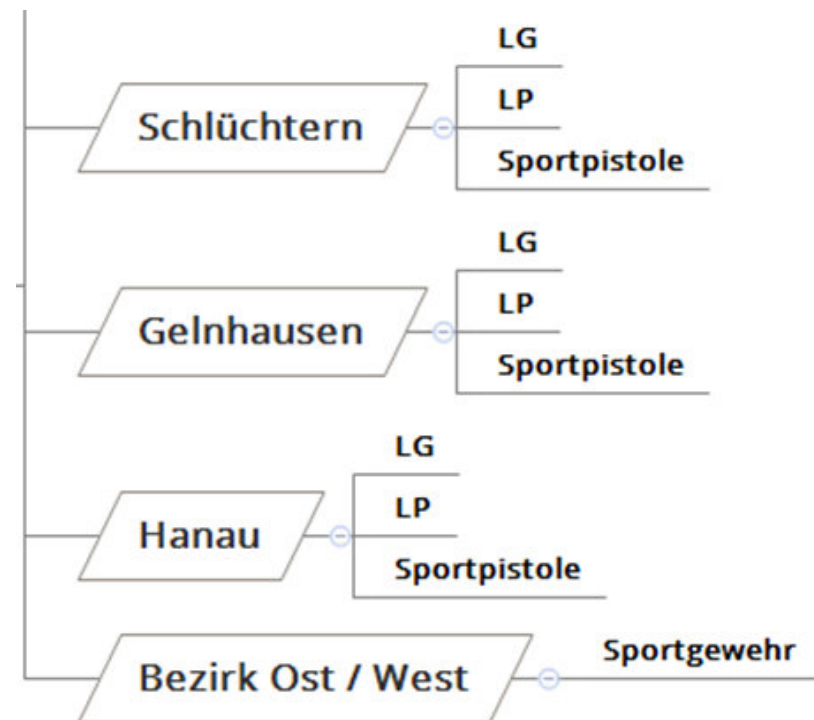 Schlüchtern
LG
LP
Sportpistole
Gelnhausen
LG
LP
Sportpistole
Hanau
LG
LP
Sportpistole
Bezirk Ost / West
Sportgewehr